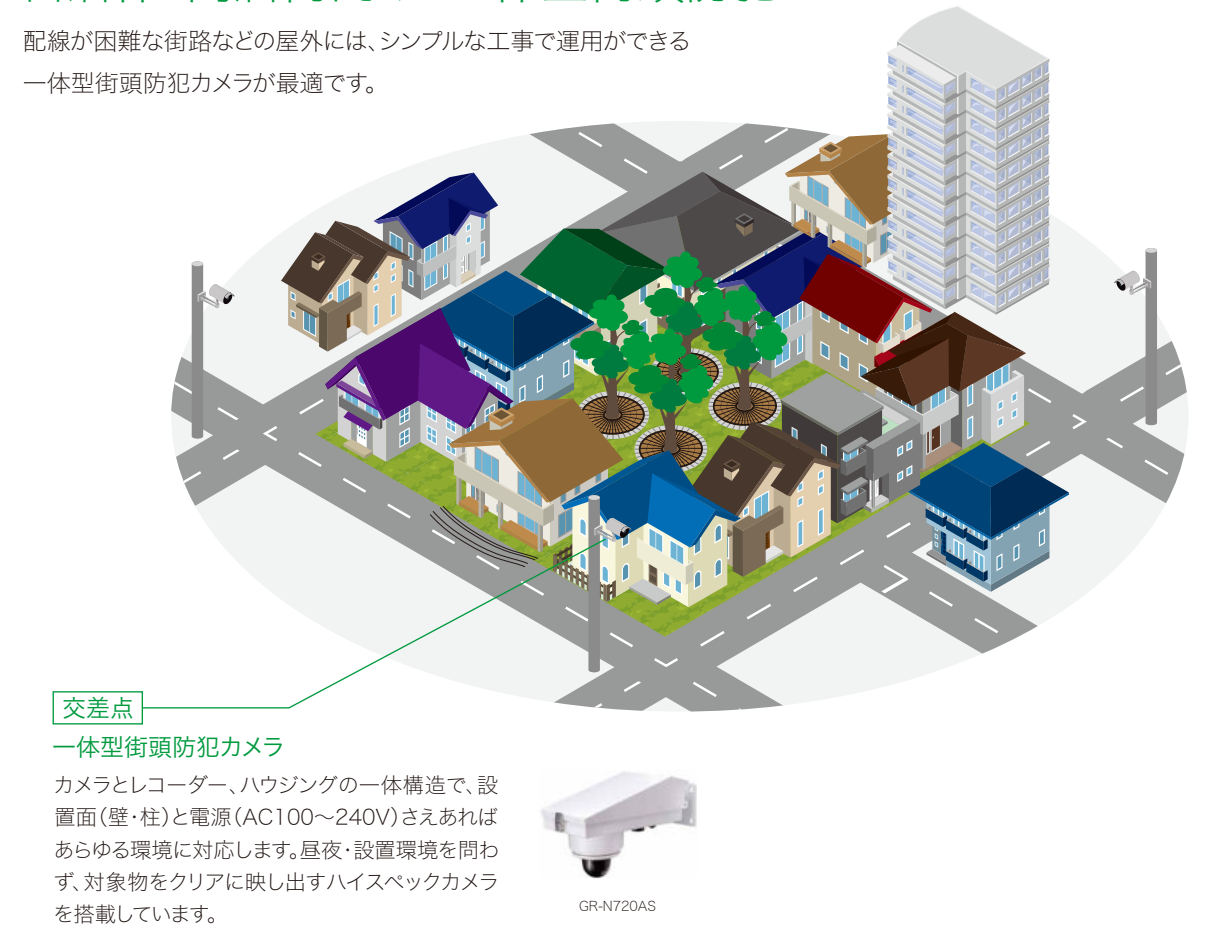 配線が困難な街路などの屋外には、シンプルな工事で運用ができる
一体型街頭防犯カメラが最適です。
交差点
一体型街頭防犯カメラ
カメラとレコーダー、ハウジングの一体構造で、設
置面(壁・柱)と電源(AC100〜240V)さえあれば
あらゆる環境に対応します。昼夜・設置環境を問わ
ず、対象物をクリアに映し出すハイスペックカメラ
を搭載しています。
GR-N720AS